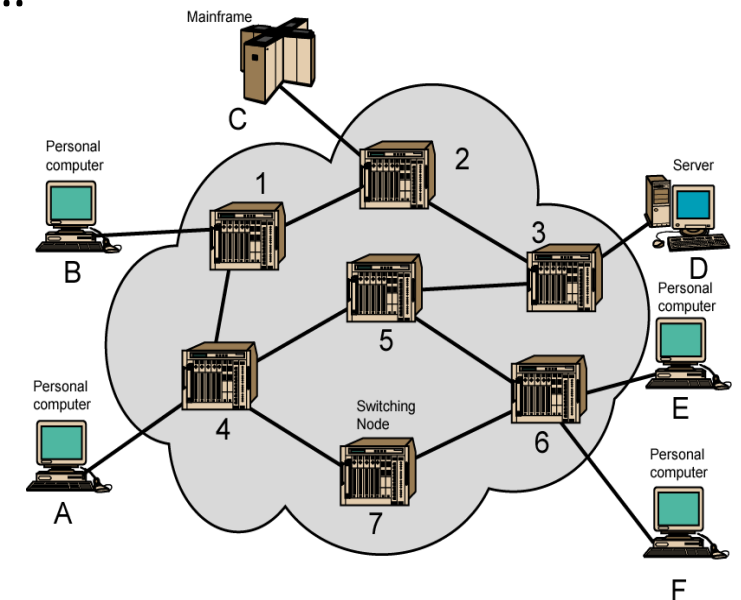 Mainframe
C
2
Personal
computer
1
Server
B
3
D
Personal
computer
5
Personal
computer
4
Switching
Node
6
E
A
7
Personal
computer
F